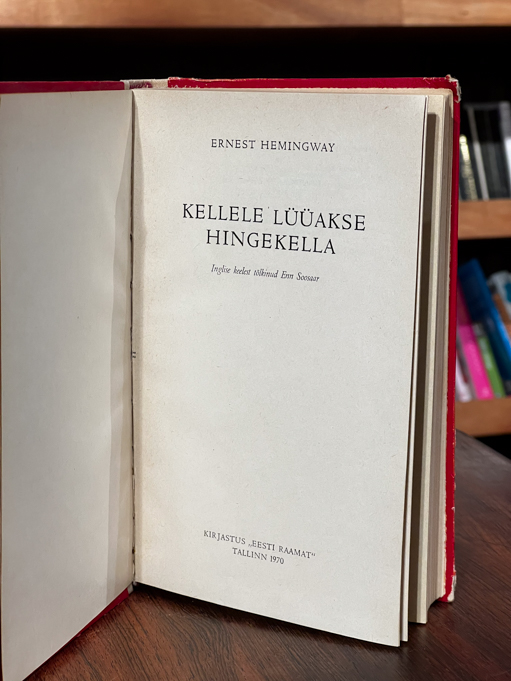 ERNEST HEMINGWAY
KELLELE LÜÜAKSE
HINGEKELLA
Inglise keelest tõlkinud Enn Soosaar
KIRJASTUS „EESTI RAAMAT“
TALLINN 1970